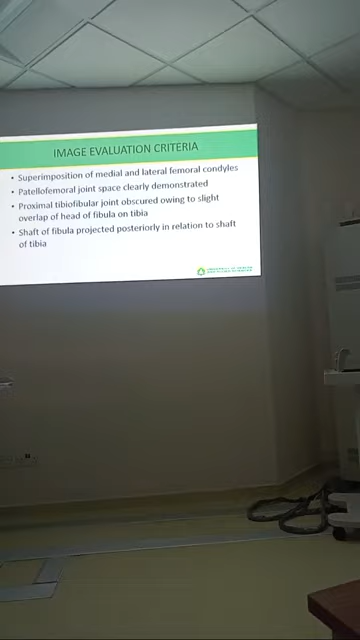 IMAGE EVALUATION CRITERIA
• Superimposition of medial and lateral femoral condyles
• Patellofemoral joint space clearly demonstrated
• Proximal tibiofibular joint obscured owing to slight
overlap of head of fibula on tibia
• Shaft of fibula projected posteriorly in relation to shaft
of tibia